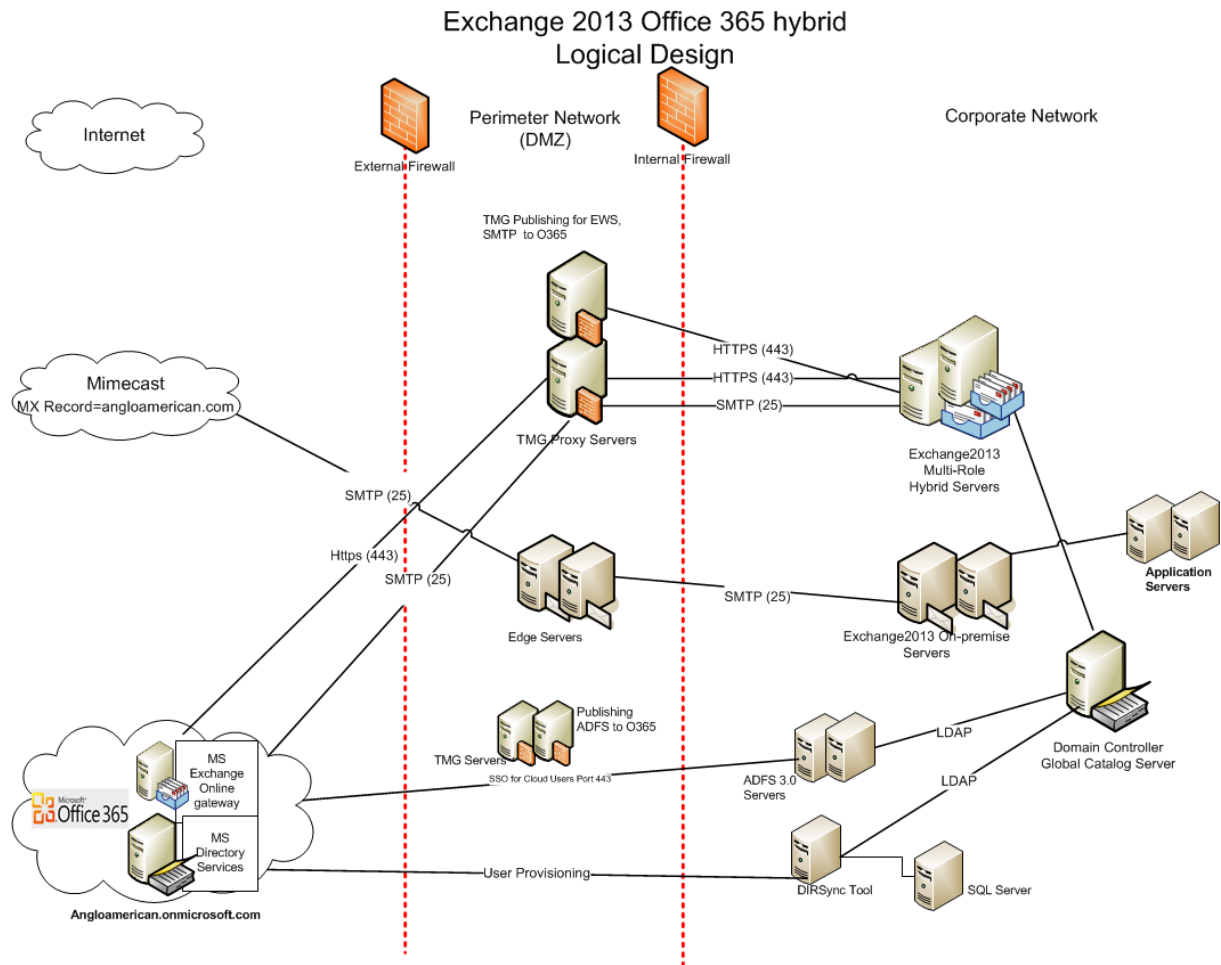 Exchange 2013 Office 365 hybrid
Logical Design
Internet
External Firewall
Perimeter Network
(DMZ)
Internal Firewall
Corporate Network
TMG Publishing for EWS,
SMTP to O365
HTTPS (443)
HTTPS (443)
SMTP (25)
TMG Proxy Servers
Mimecast
MX Record=angloamerican.com
Exchange2013
Multi-Role
Hybrid Servers
SMTP (25)
Https (443)
SMTP (25)
Edge Servers
SMTP (25)
Exchange2013 On-premise
Servers
Application
Servers
Publishing
ADFS to O365
TMG Servers
SSO for Cloud Users Port 443
ADFS 3.0
Servers
LDAP
LDAP
Domain Controller
Global Catalog Server
Microsoft
Office 365
MS
Exchange
Online
gateway
MS
Directory
Services
User Provisioning
DIRSync Tool
SQL Server
Angloamerican.onmicrosoft.com